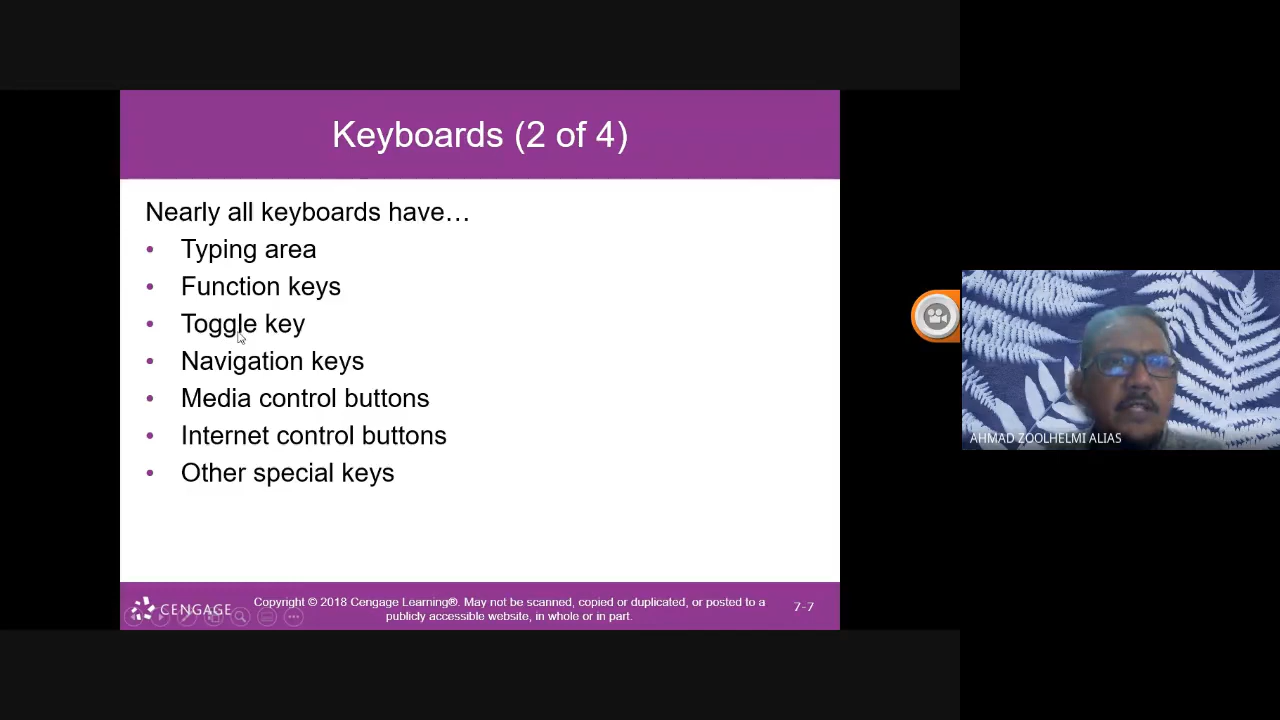 Keyboards (2 of 4)
Nearly all keyboards have…
• Typing area
• Function keys
• Toggle key
• Navigation keys
• Media control buttons
• Internet control buttons
• Other special keys
CENGAGE
Copyright © 2018 Cengage Learning®. May not be scanned, copied or duplicated, or posted to a
publicly accessible website, in whole or in part.
7-7
AHMAD ZOOLHELMI ALIAS